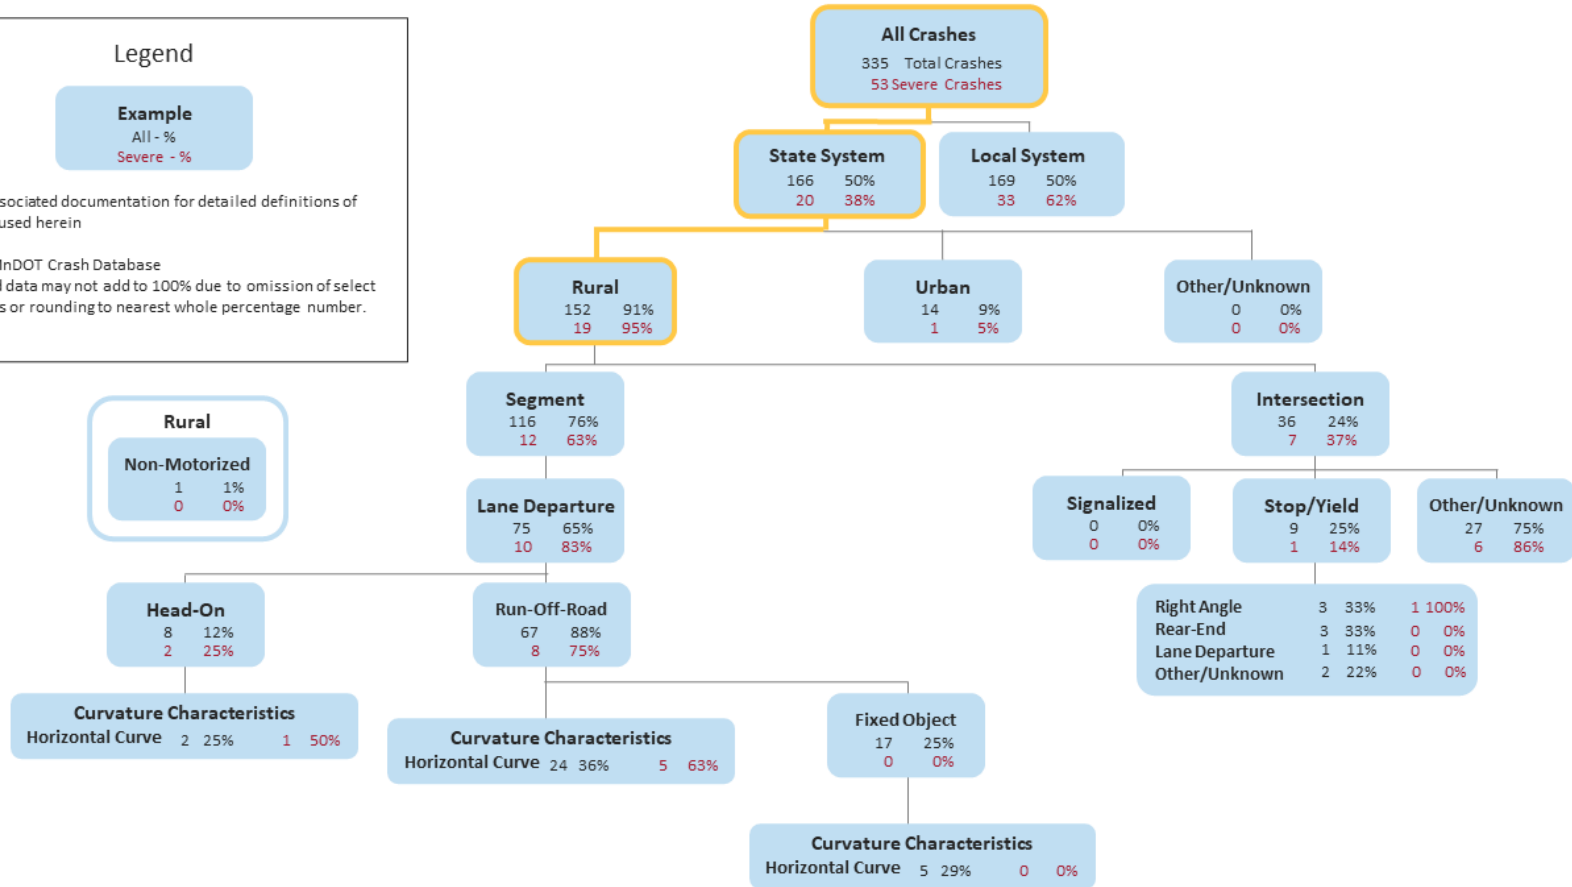 Legend
Example
All - %
Severe - %
sociated documentation for detailed definitions of
used herein
MnDOT Crash Database
d data may not add to 100% due to omission of select
s or rounding to nearest whole percentage number.
All Crashes
335 Total Crashes
53 Severe Crashes
State System
166 50%
20 38%
Local System
169 50%
33 62%
Rural
152 91%
19 95%
Urban
14 9%
1 5%
Other/Unknown
0 0%
0 0%
Rural
Non-Motorized
1 1%
0 0%
Segment
116 76%
12 63%
Intersection
36 24%
7 37%
Lane Departure
75 65%
10 83%
Signalized
0 0%
0 0%
Stop/Yield
9 25%
1 14%
Other/Unknown
27 75%
6 86%
Head-On
8 12%
2 25%
Run-Off-Road
67 88%
8 75%
Right Angle 3 33% 1 100%
Rear-End 3 33% 0 0%
Lane Departure 1 11% 0 0%
Other/Unknown 2 22% 0 0%
Curvature Characteristics
Horizontal Curve 2 25% 1 50%
Curvature Characteristics
Horizontal Curve 24 36% 5 63%
Fixed Object
17 25%
0 0%
Curvature Characteristics
Horizontal Curve 5 29% 0 0%